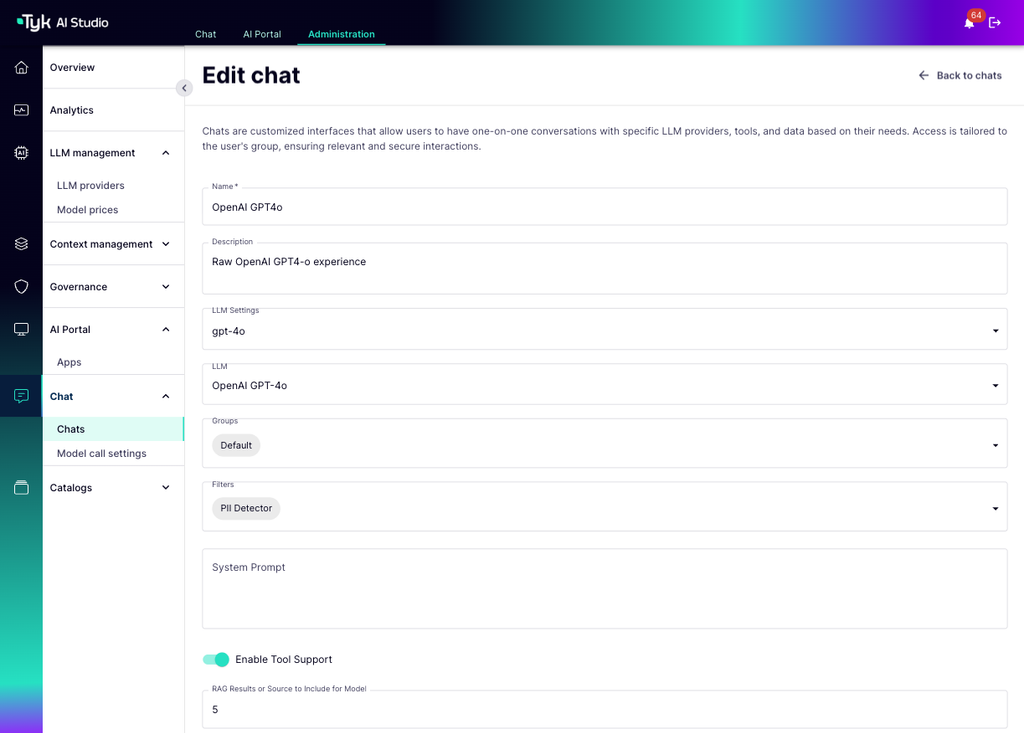 Tyk AI Studio
Chat
AI Portal
Administration
64
Overview
Analytics
LLM management
LLM providers
Model prices
Context management
Governance
AI Portal
Apps
Chat
Chats
Model call settings
Catalogs
Edit chat
Back to chats
Chats are customized interfaces that allow users to have one-on-one conversations with specific LLM providers, tools, and data based on their needs. Access is tailored to
the user's group, ensuring relevant and secure interactions.
Name *
OpenAI GPT4o
Description
Raw OpenAI GPT4-o experience
LLM Settings
gpt-4o
LLM
OpenAI GPT-4o
Groups
Default
Filters
PII Detector
System Prompt
Enable Tool Support
RAG Results or Source to Include for Model
5